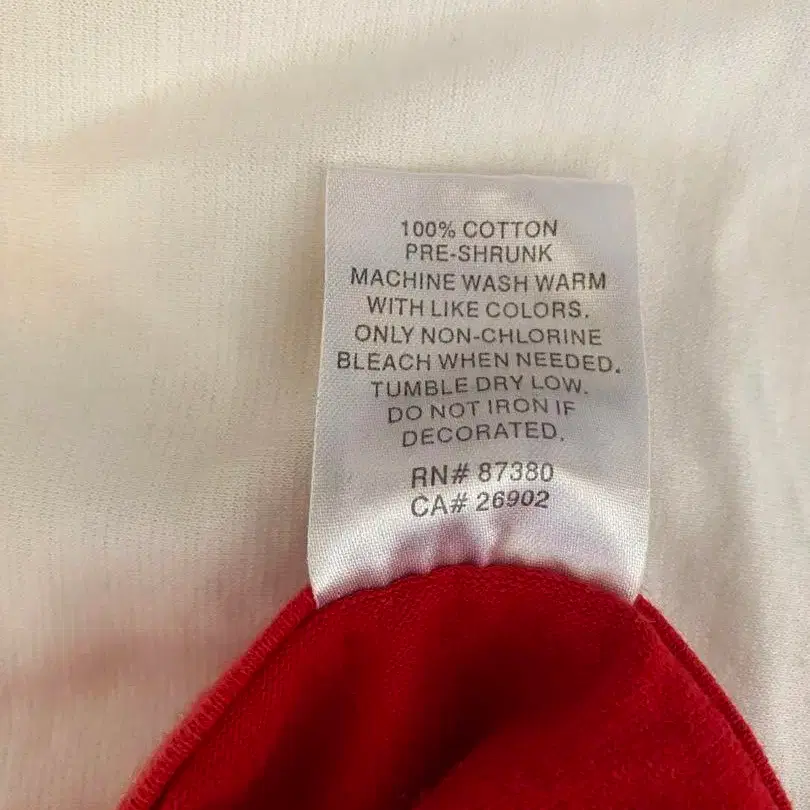 100% COTTON
PRE-SHRUNK
MACHINE WASH WARM
WITH LIKE COLORS.
ONLY NON-CHLORINE
BLEACH WHEN NEEDED.
TUMBLE DRY LOW.
DO NOT IRON IF
DECORATED.
RN# 87380
CA# 26902